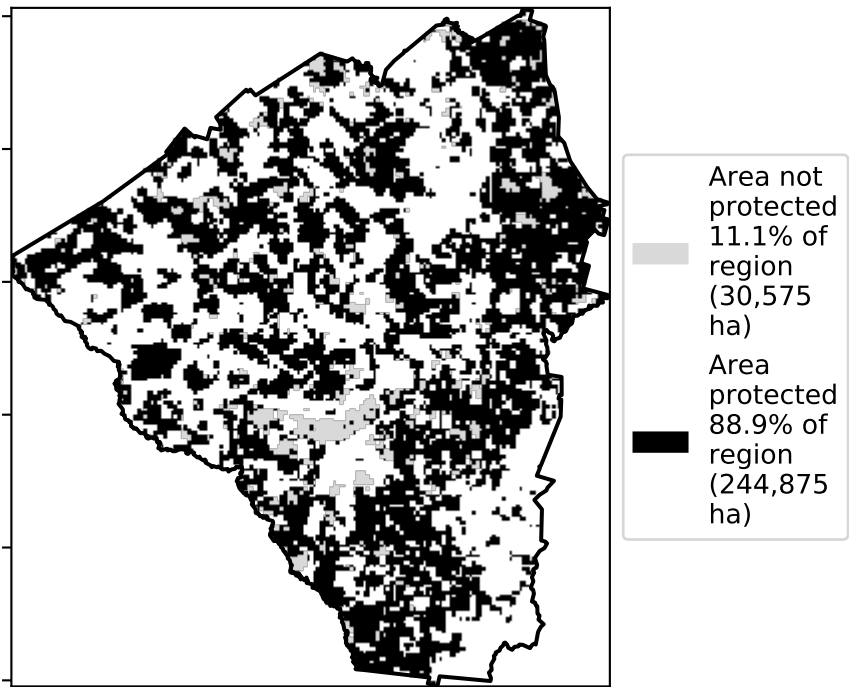 Area not
protected
11.1% of
region
(30,575
ha)
Area
protected
88.9% of
region
(244,875
ha)